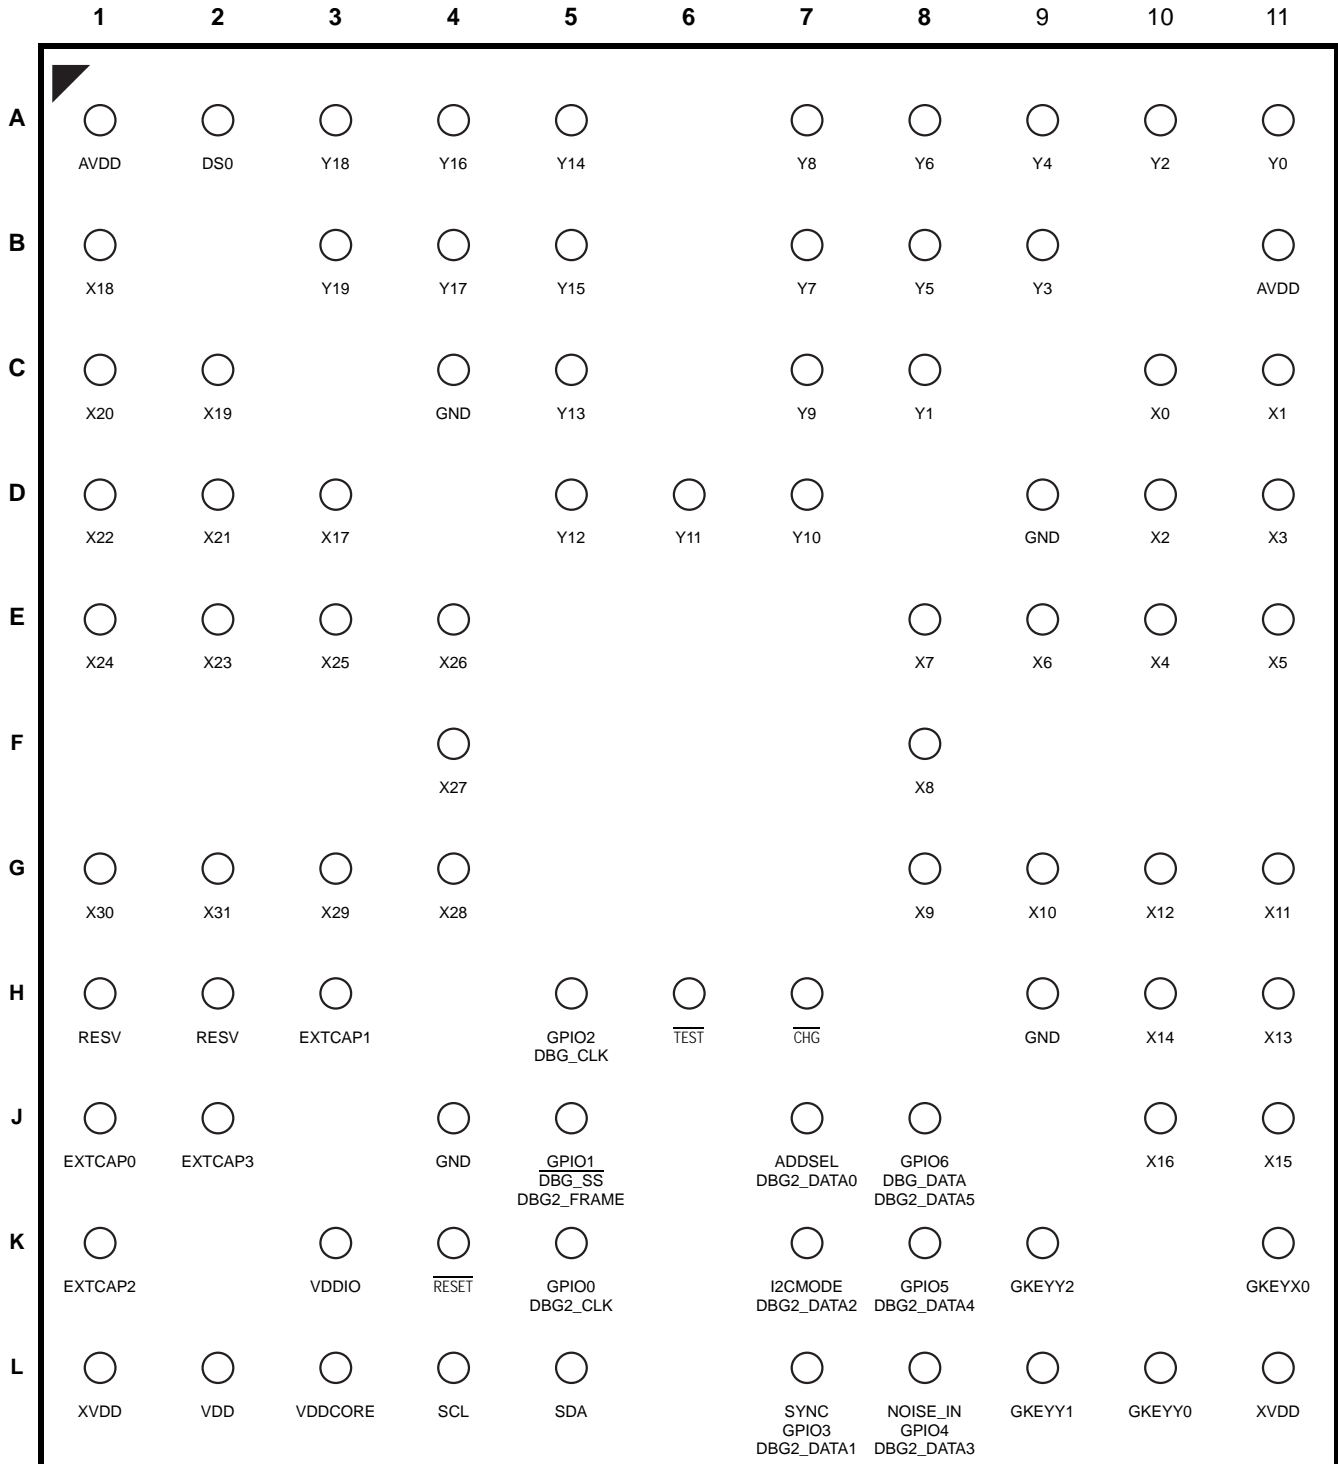 1 2 3 4 5 6 7 8 9 10 11
A
AVDD DS0 Y18 Y16 Y14 Y8 Y6 Y4 Y2 Y0
B
X18 Y19 Y17 Y15 Y7 Y5 Y3 AVDD
C
X20 X19 GND Y13 Y9 Y1 X0 X1
D
X22 X21 X17 Y12 Y11 Y10 GND X2 X3
E
X24 X23 X25 X26 X7 X6 X4 X5
F
X27 X8
G
X30 X31 X29 X28 X9 X10 X12 X11
H
RESV RESV EXTCAP1 GPIO2 TEST CHG GND X14 X13
DBG_CLK
J
EXTCAP0 EXTCAP3 GND GPIO1 ADDSEL GPIO6 X16 X15
DBG_SS DBG2_DATA0 DBG_DATA
DBG2_FRAME DBG2_DATA5
K
EXTCAP2 VDDIO RESET GPIO0 I2CMODE GPIO5 GKEYY2 GKEYX0
DBG2_CLK DBG2_DATA2 DBG2_DATA4
L
XVDD VDD VDDCORE SCL SDA SYNC NOISE_IN GKEYY1 GKEYY0 XVDD
GPIO3 GPIO4
DBG2_DATA1 DBG2_DATA3